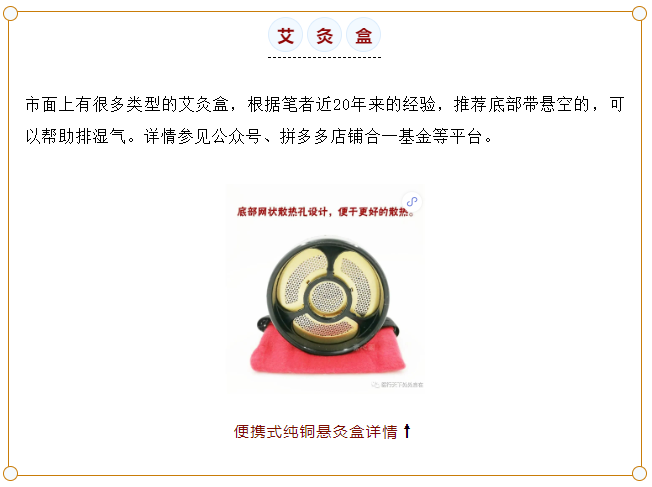 艾灸盒
市面上有很多类型的艾灸盒，根据笔者近20年来的经验，推荐底部带悬空的，可
以帮助排湿气。详情参见公众号、拼多多店铺合一基金等平台。
底部网状散热孔设计，便于更好的散热。
便携式纯铜悬灸盒详情↑